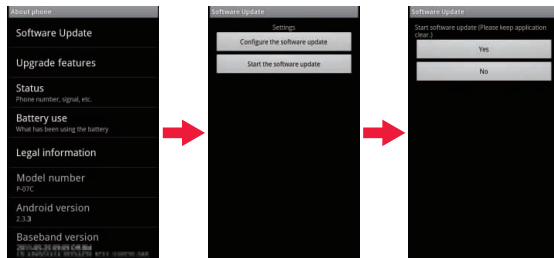 About phone
Software Update
Upgrade features
Status
Phone number, signal, etc.
Battery use
What has been using the battery
Legal information
Model number
P-07C
Android version
2.3.3
Baseband version
Software Update
Settings
Configure the software update
Start the software update
Software Update
Start software update (Please keep application
clear.)
Yes
No